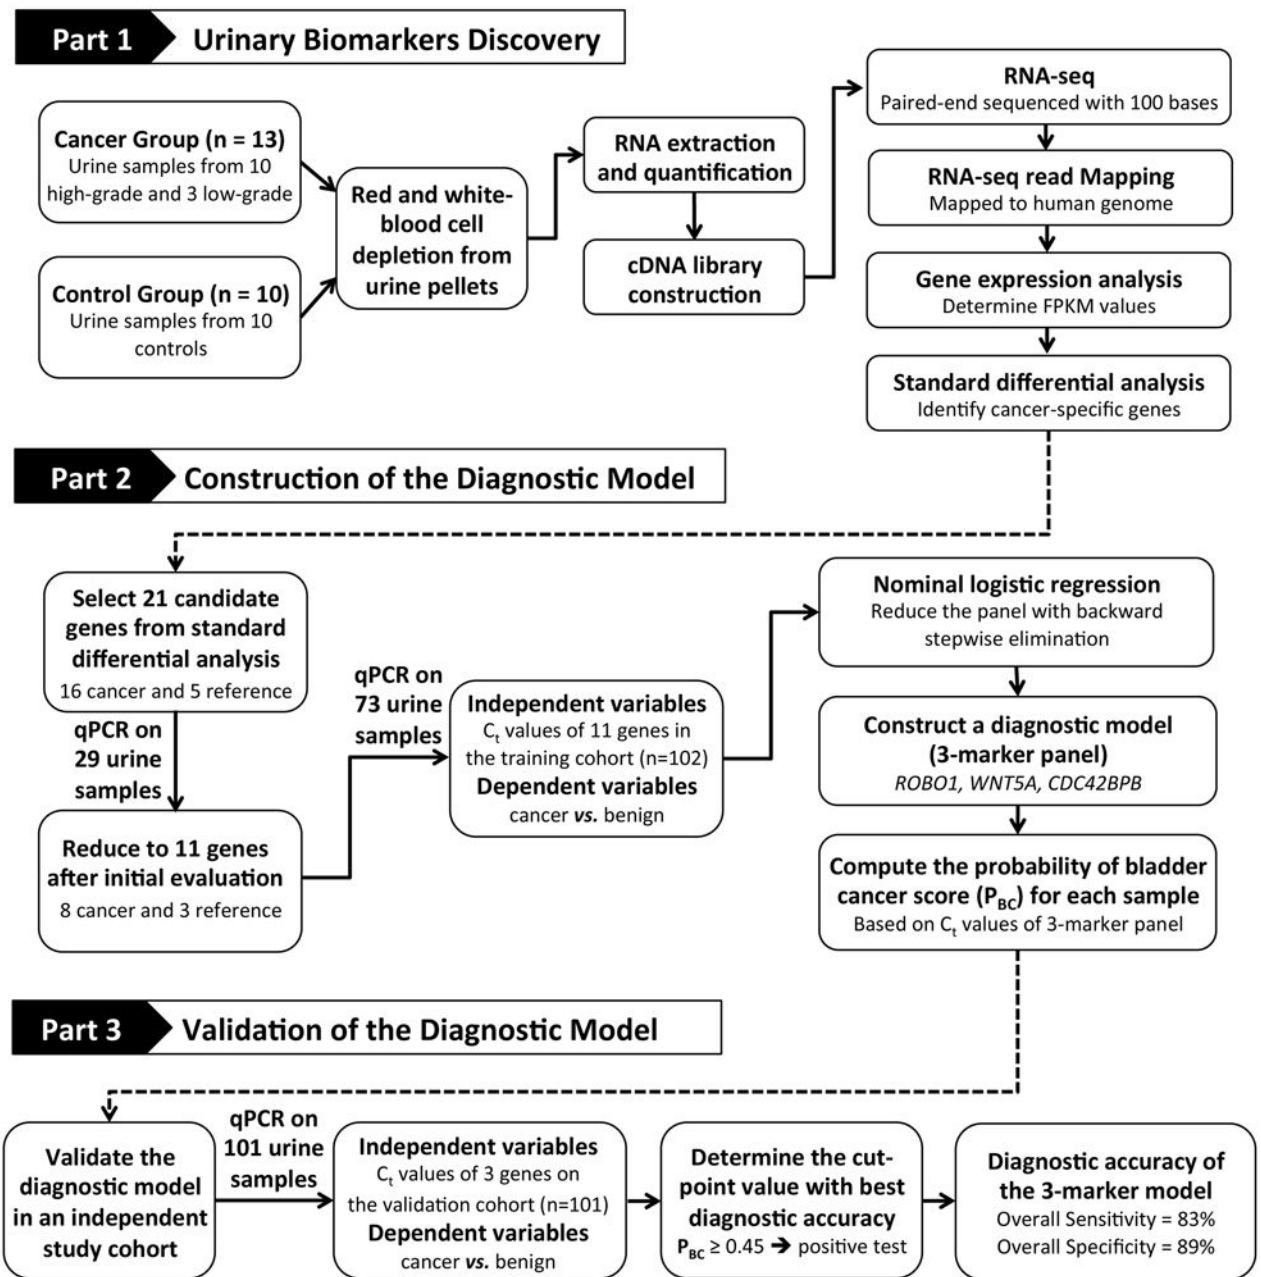 Part 1
Urinary Biomarkers Discovery
Cancer Group (n = 13)
Urine samples from 10
high-grade and 3 low-grade
Control Group (n = 10)
Urine samples from 10
controls
Red and white-
blood cell
depletion from
urine pellets
RNA extraction
and quantification
cDNA library
construction
RNA-seq
Paired-end sequenced with 100 bases
RNA-seq read Mapping
Mapped to human genome
Gene expression analysis
Determine FPKM values
Standard differential analysis
Identify cancer-specific genes
Part 2
Construction of the Diagnostic Model
Select 21 candidate
genes from standard
differential analysis
16 cancer and 5 reference
qPCR on
29 urine
samples
Reduce to 11 genes
after initial evaluation
8 cancer and 3 reference
qPCR on
73 urine
samples
Independent variables
Ct values of 11 genes in
the training cohort (n=102)
Dependent variables
cancer vs. benign
Nominal logistic regression
Reduce the panel with backward
stepwise elimination
Construct a diagnostic model
(3-marker panel)
ROBO1, WNT5A, CDC42BPB
Compute the probability of bladder
cancer score (PBC) for each sample
Based on Ct values of 3-marker panel
Part 3
Validation of the Diagnostic Model
Validate the
diagnostic model
in an independent
study cohort
qPCR on
101 urine
samples
Independent variables
Ct values of 3 genes on
the validation cohort (n=101)
Dependent variables
cancer vs. benign
Determine the cut-
point value with best
diagnostic accuracy
PBC ≥ 0.45 ➔ positive test
Diagnostic accuracy of
the 3-marker model
Overall Sensitivity = 83%
Overall Specificity = 89%